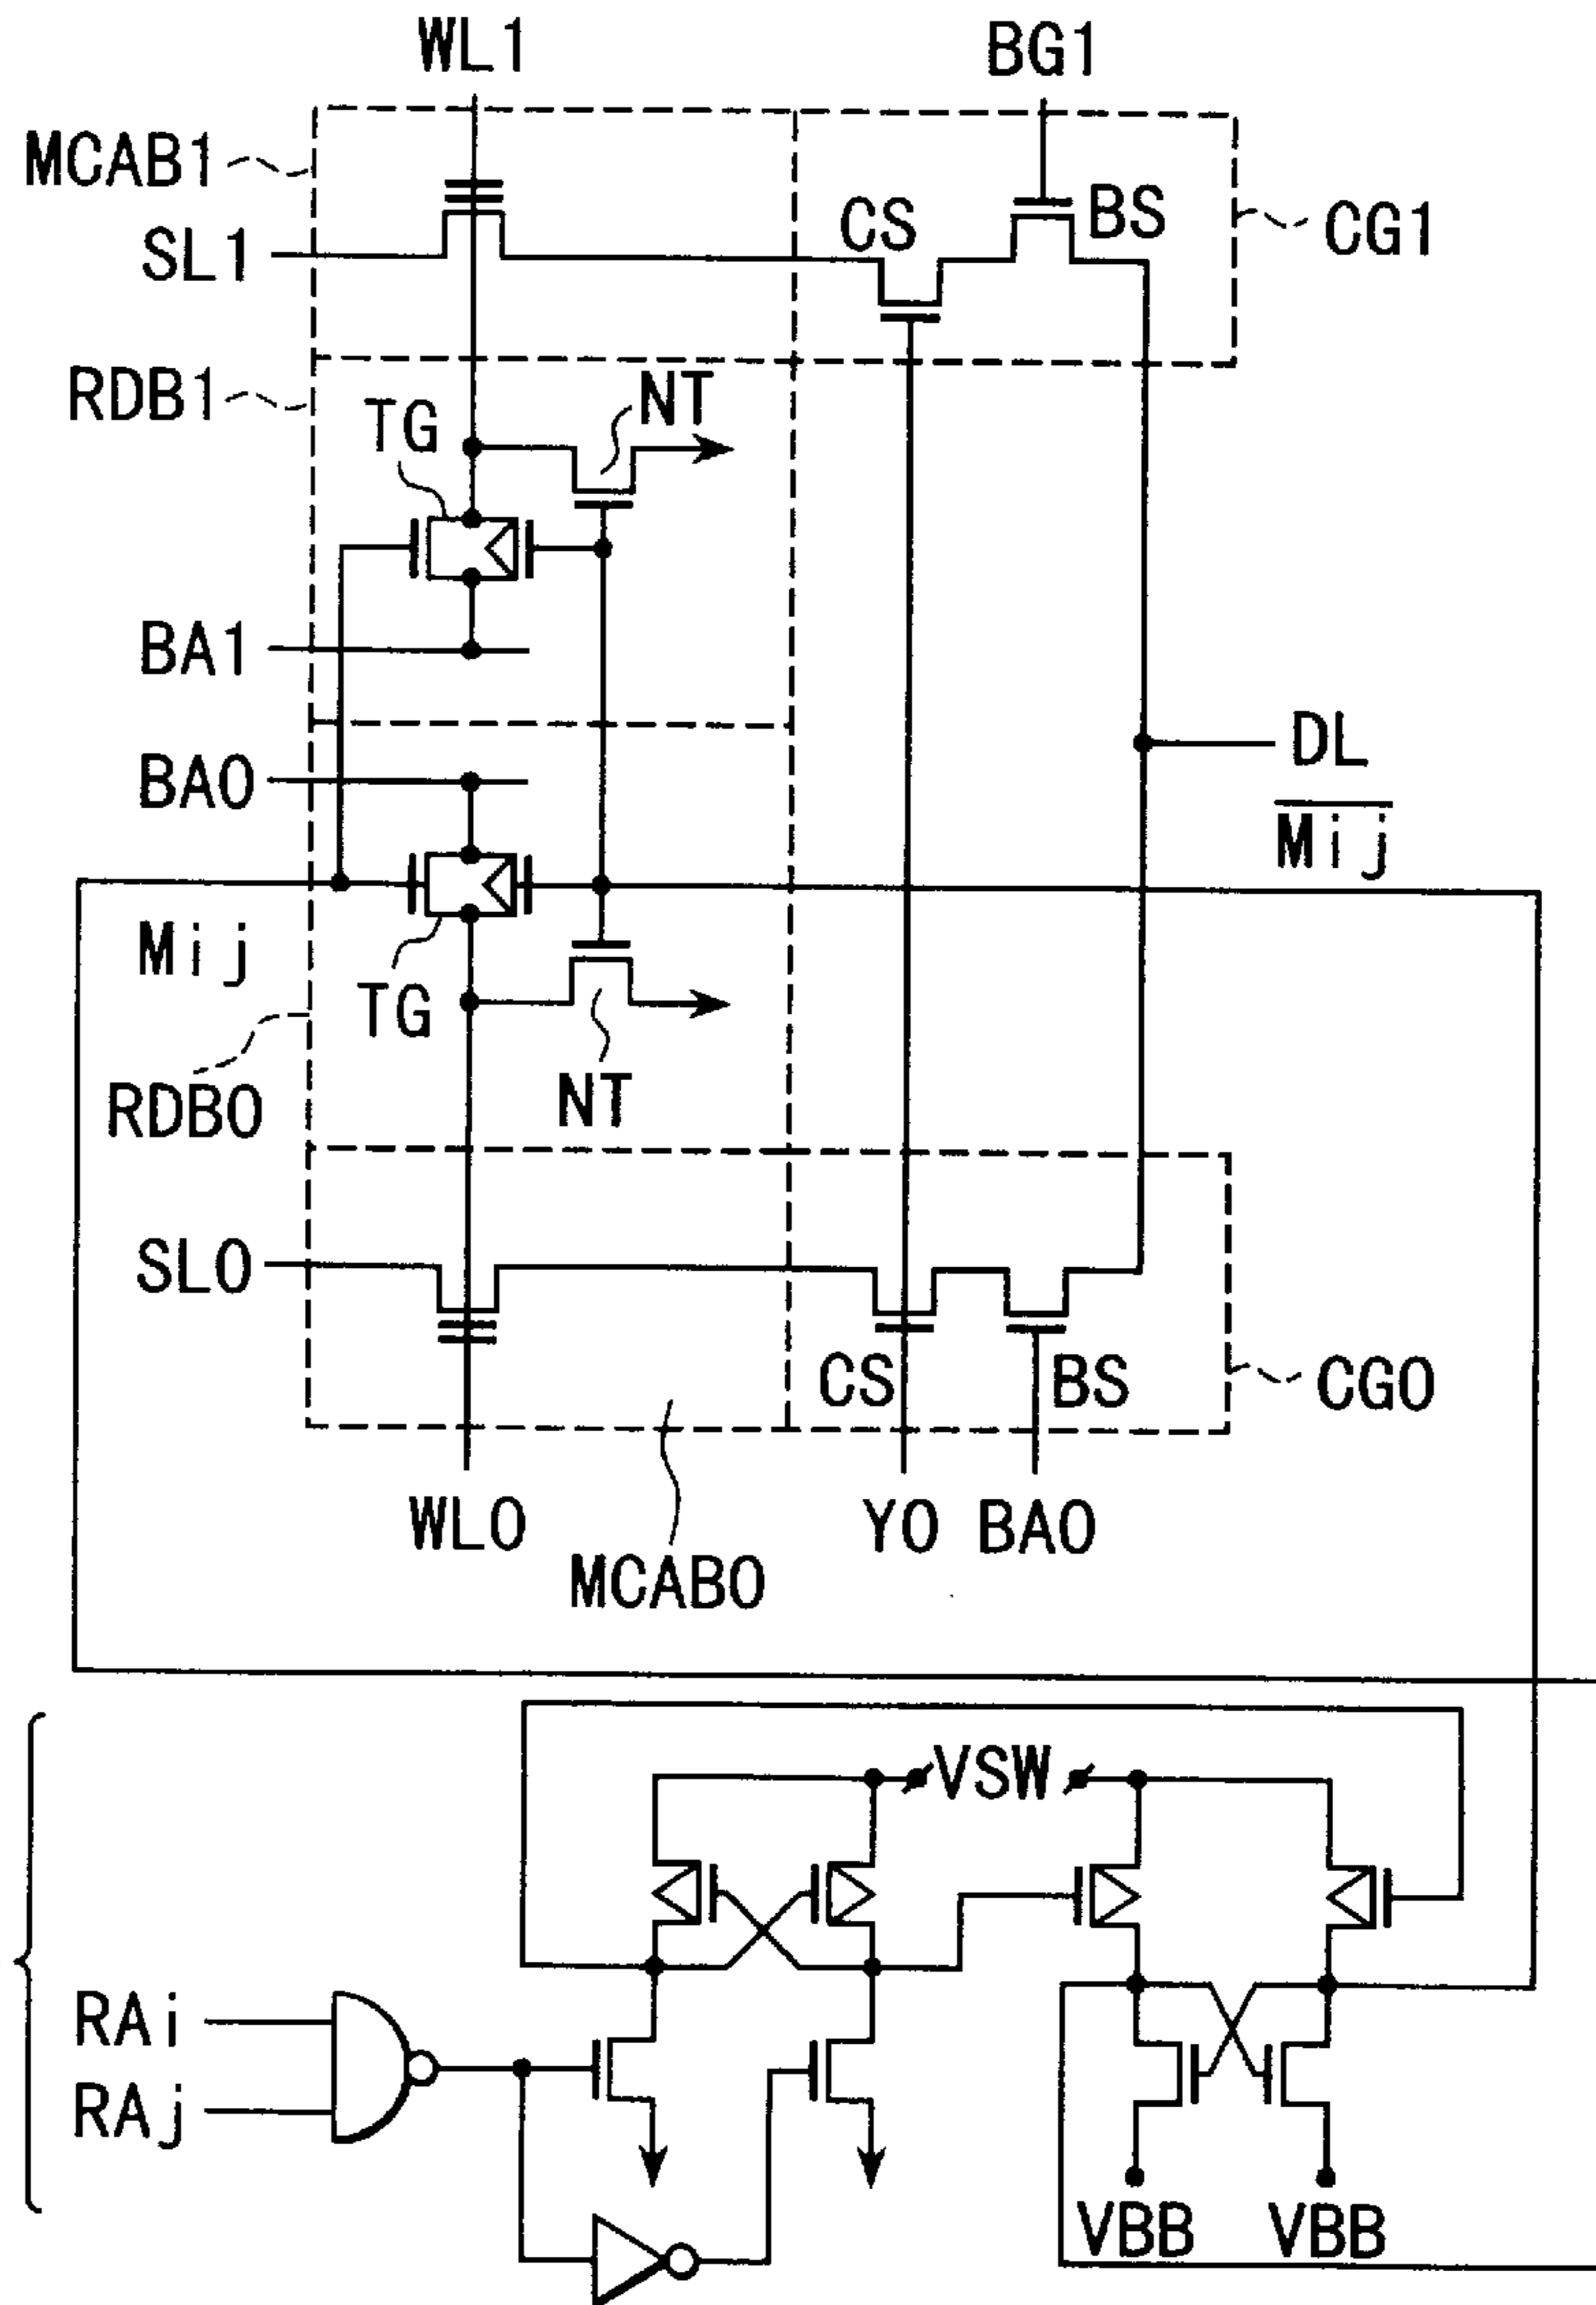 WL1
BG1
MCAB1
CS
BS
CG1
SL1
RDB1
TG
NT
BA1
DL
BA0
M̅i̅j̅
Mij
TG
RDB0
NT
SL0
CS
BS
CG0
WL0
Y0
BA0
MCAB0
VSW
RAi
RAj
VBB
VBB